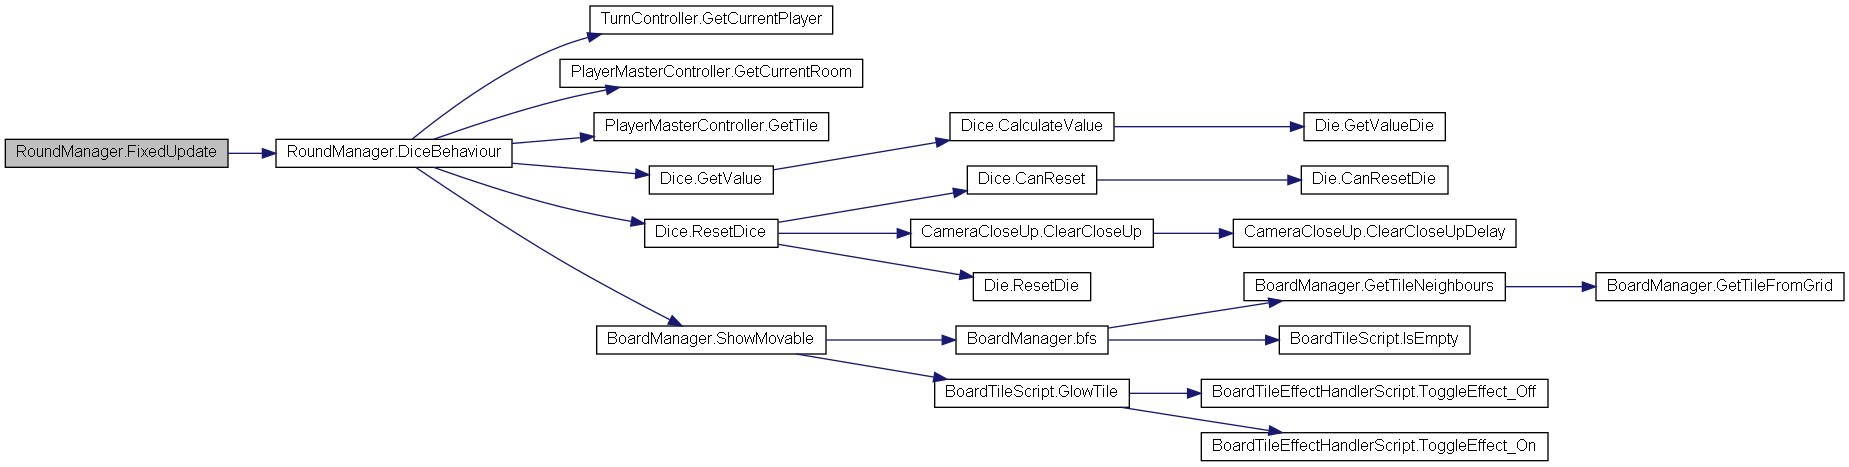 TurnController.GetCurrentPlayer
PlayerMasterController.GetCurrentRoom
PlayerMasterController.GetTile
Dice.CalculateValue
Die.GetValueDie
RoundManager.FixedUpdate
RoundManager.DiceBehaviour
Dice.GetValue
Dice.CanReset
Die.CanResetDie
Dice.ResetDice
CameraCloseUp.ClearCloseUp
CameraCloseUp.ClearCloseUpDelay
Die.ResetDie
BoardManager.GetTileNeighbours
BoardManager.GetTileFromGrid
BoardManager.ShowMovable
BoardManager.bfs
BoardTileScript.IsEmpty
BoardTileScript.GlowTile
BoardTileEffectHandlerScript.ToggleEffect_Off
BoardTileEffectHandlerScript.ToggleEffect_On